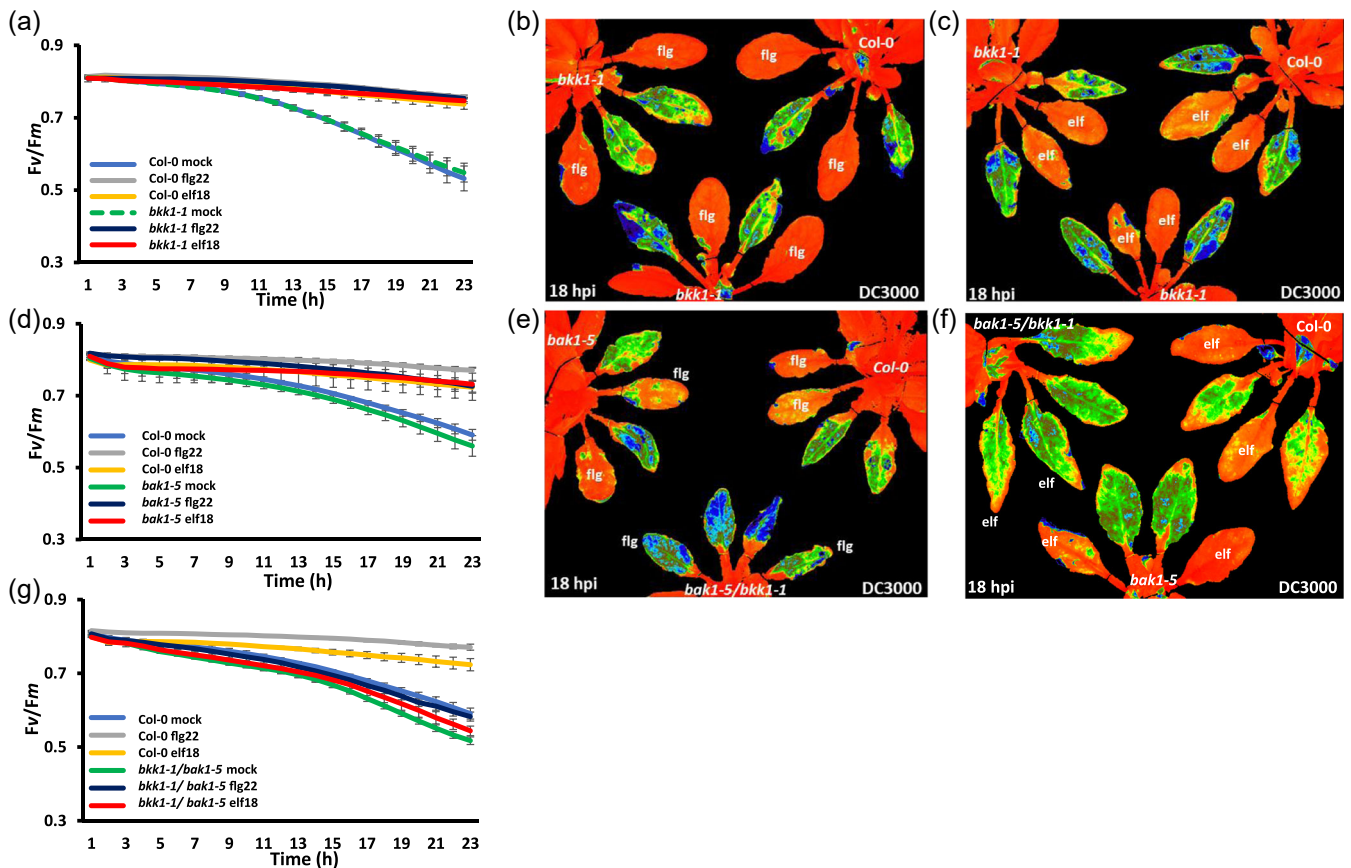 (a)
0.9
0.7
0.5
0.3
Fv/Fm
Col-0 mock
Col-0 flg22
Col-0 elf18
bkk1-1 mock
bkk1-1 flg22
bkk1-1 elf18
1 3 5 7 9 11 13 15 17 19 21 23
Time (h)
(b)
flg
flg
Col-0
bkk1-1
flg
flg
flg
flg
18 hpi
bkk1-1
DC3000
(c)
bkk1-1
Col-0
elf
elf
elf
elf
elf
elf
18 hpi
bkk1-1
DC3000
(d)
0.9
0.7
0.5
0.3
Fv/Fm
Col-0 mock
Col-0 flg22
Col-0 elf18
bak1-5 mock
bak1-5 flg22
bak1-5 elf18
1 3 5 7 9 11 13 15 17 19 21 23
Time (h)
(e)
bak1-5
flg
flg
Col-0
flg
flg
flg
flg
18 hpi
bak1-5/bkk1-1
DC3000
(f)
bak1-5/bkk1-1
Col-0
elf
elf
elf
elf
elf
elf
18 hpi
bak1-5
DC3000
(g)
0.9
0.7
0.5
0.3
Fv/Fm
Col-0 mock
Col-0 flg22
Col-0 elf18
bkk1-1/bak1-5 mock
bkk1-1/ bak1-5 flg22
bkk1-1/ bak1-5 elf18
1 3 5 7 9 11 13 15 17 19 21 23
Time (h)